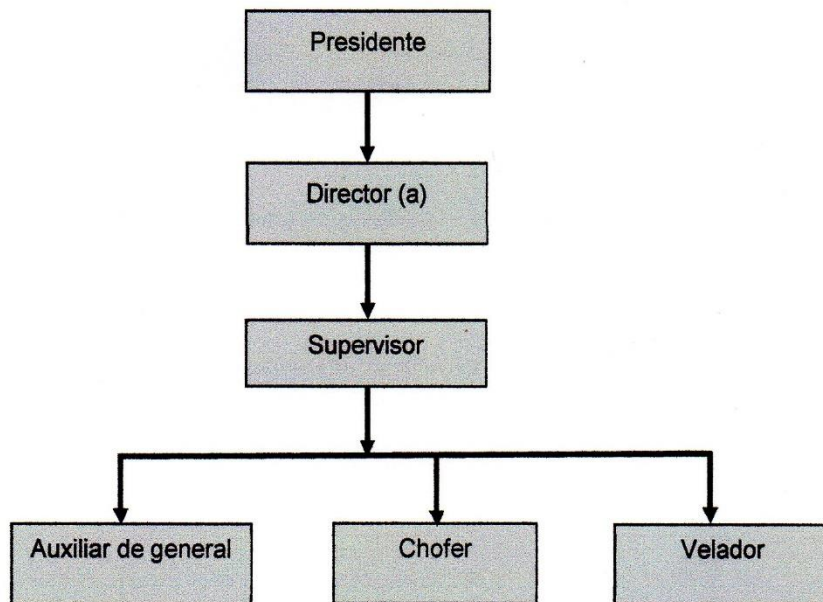 Presidente
Director (a)
Supervisor
Auxiliar de general
Chofer
Velador